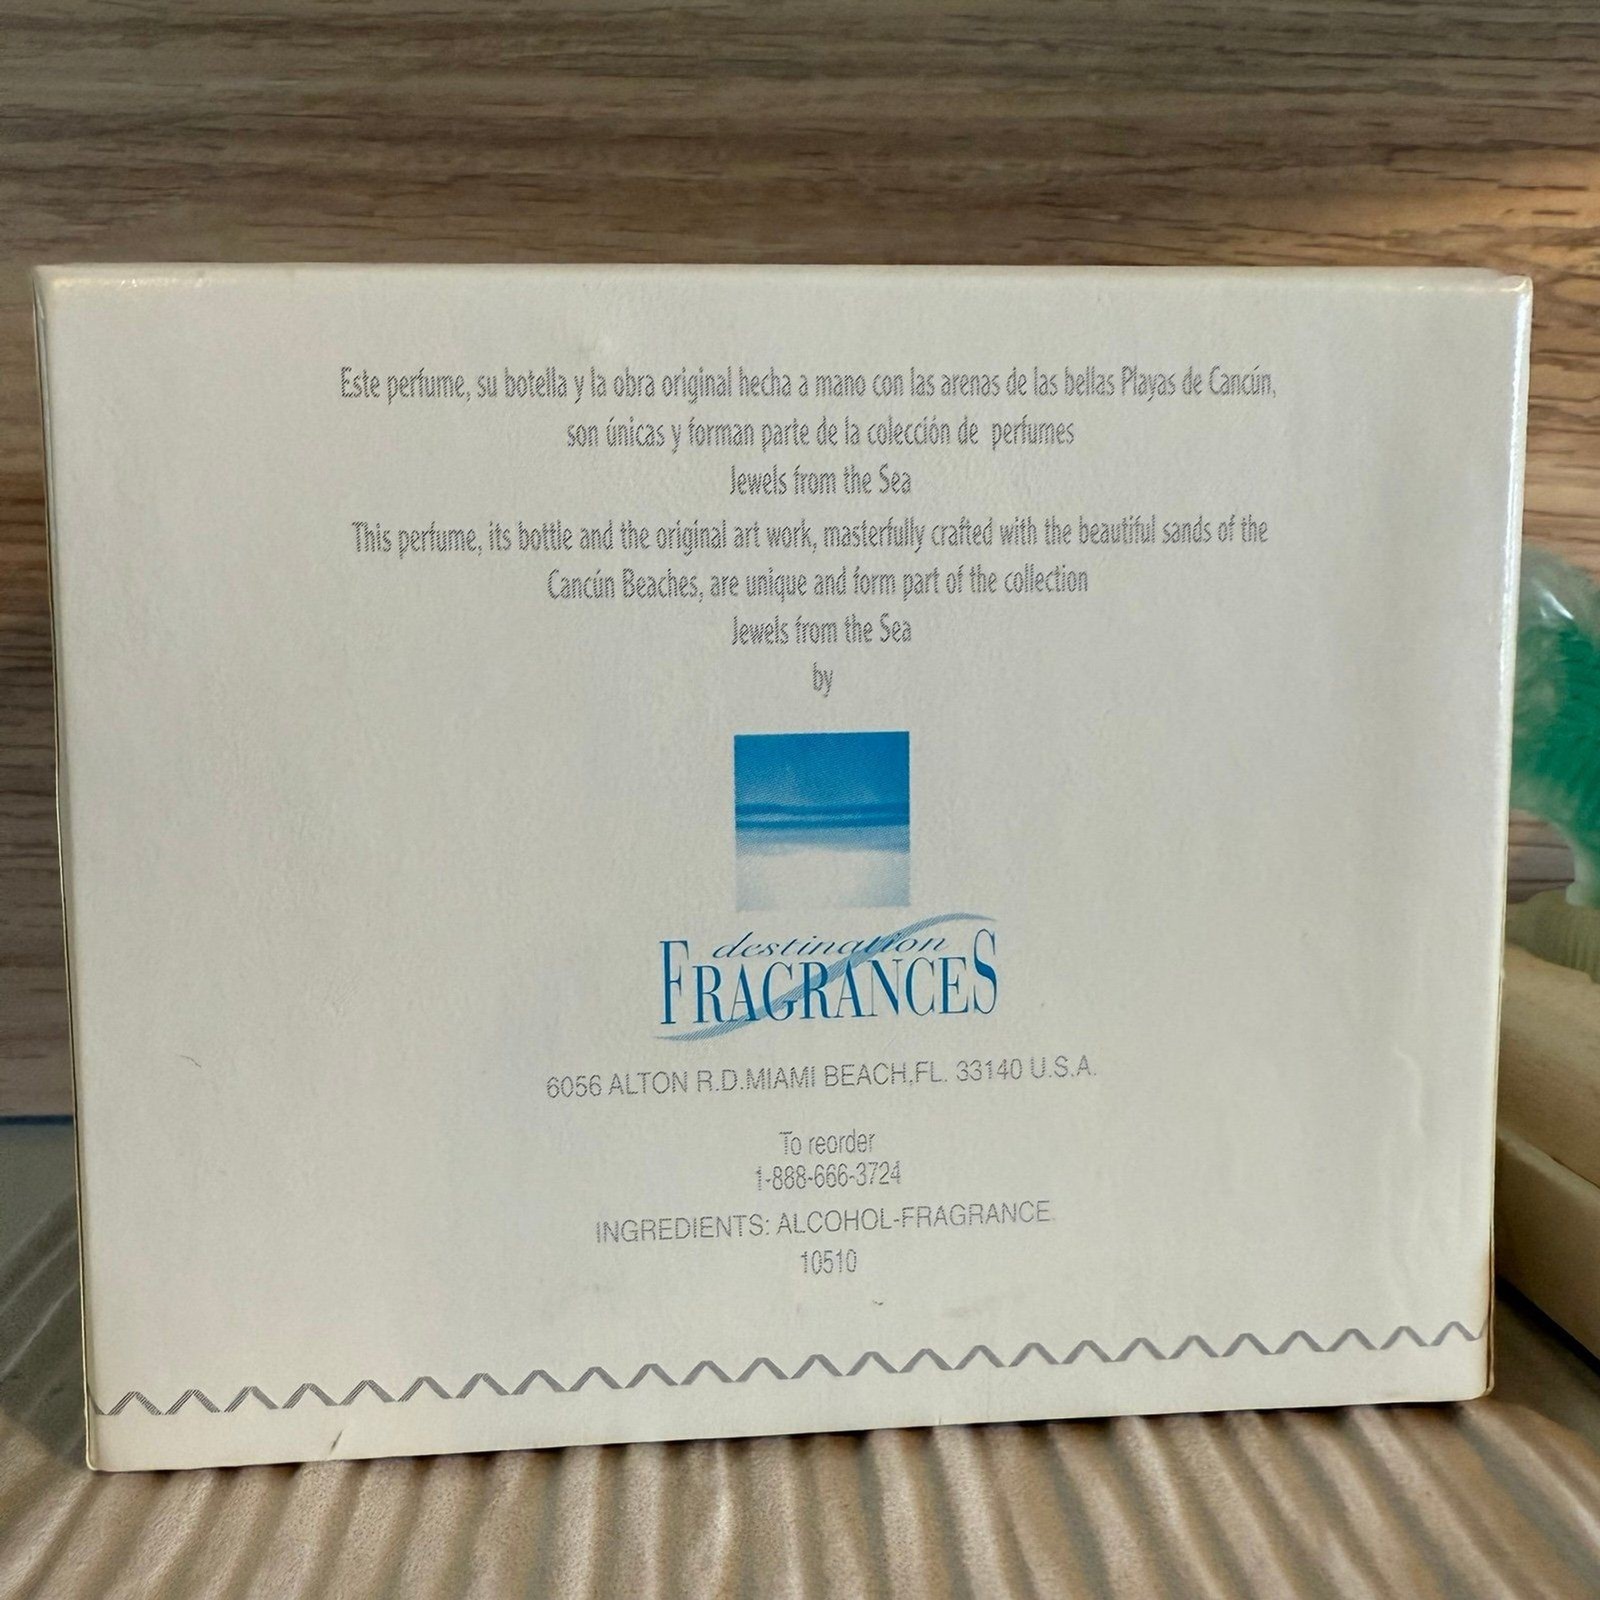 Este perfume, su botella y la obra original hecha a mano con las arenas de las bellas Playas de Cancún,
son únicas y forman parte de la colección de perfumes
Jewels from the Sea
This perfume, its bottle and the original art work, masterfully crafted with the beautiful sands of the
Cancún Beaches, are unique and form part of the collection
Jewels from the Sea
by
destination
FRAGRANCES
6056 ALTON R.D.MIAMI BEACH,FL. 33140 U.S.A.
To reorder
1-888-666-3724
INGREDIENTS: ALCOHOL-FRAGRANCE
10510